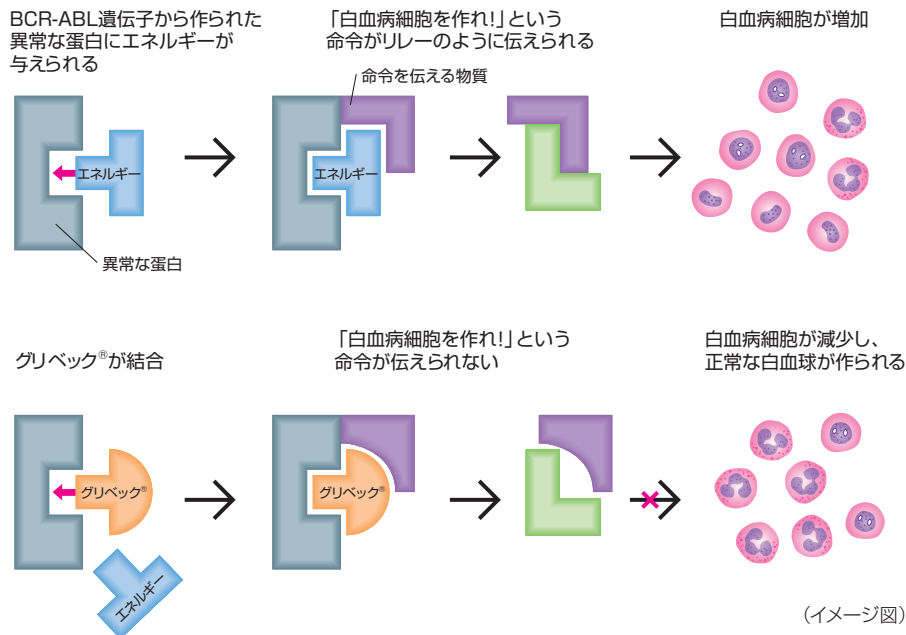 BCR-ABL遺伝子から作られた
異常な蛋白にエネルギーが
与えられる
「白血病細胞を作れ!」という
命令がリレーのように伝えられる
白血病細胞が増加
命令を伝える物質
エネルギー
エネルギー
異常な蛋白
グリベック®が結合
「白血病細胞を作れ!」という
命令が伝えられない
白血病細胞が減少し、
正常な白血球が作られる
グリベック®
グリベック®
エネルギー
（イメージ図）